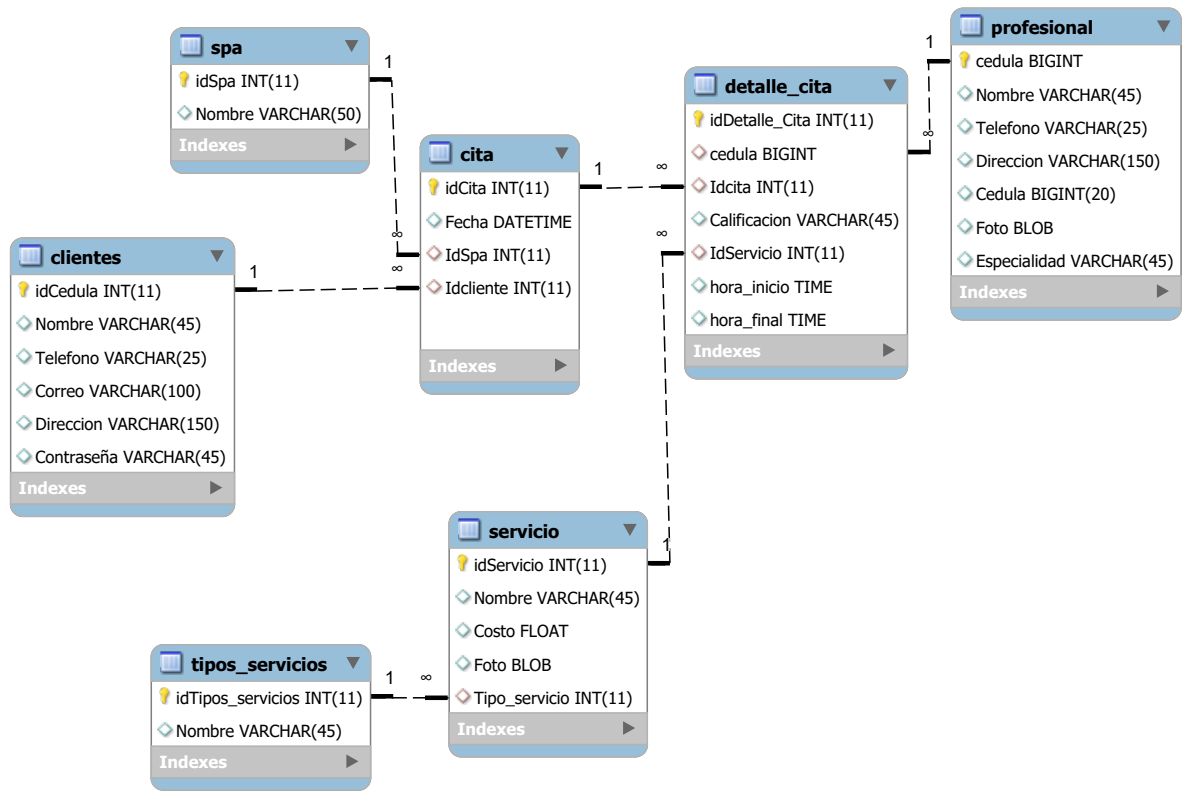 spa
idSpa INT(11)
Nombre VARCHAR(50)
Indexes
1
∞
clientes
idCedula INT(11)
Nombre VARCHAR(45)
Telefono VARCHAR(25)
Correo VARCHAR(100)
Direccion VARCHAR(150)
Contraseña VARCHAR(45)
Indexes
1
∞
cita
idCita INT(11)
Fecha DATETIME
IdSpa INT(11)
Idcliente INT(11)
Indexes
1
∞
detalle_cita
idDetalle_Cita INT(11)
cedula BIGINT
Idcita INT(11)
Calificacion VARCHAR(45)
IdServicio INT(11)
hora_inicio TIME
hora_final TIME
Indexes
1
∞
profesional
cedula BIGINT
Nombre VARCHAR(45)
Telefono VARCHAR(25)
Direccion VARCHAR(150)
Cedula BIGINT(20)
Foto BLOB
Especialidad VARCHAR(45)
Indexes
∞
1
servicio
idServicio INT(11)
Nombre VARCHAR(45)
Costo FLOAT
Foto BLOB
Tipo_servicio INT(11)
Indexes
tipos_servicios
idTipos_servicios INT(11)
Nombre VARCHAR(45)
Indexes
1
∞